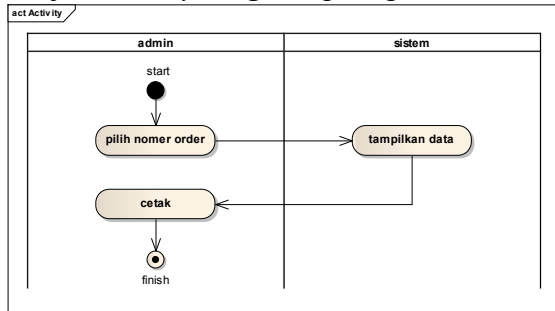 act Activity
admin
sistem
start
pilih nomer order
tampilkan data
cetak
finish